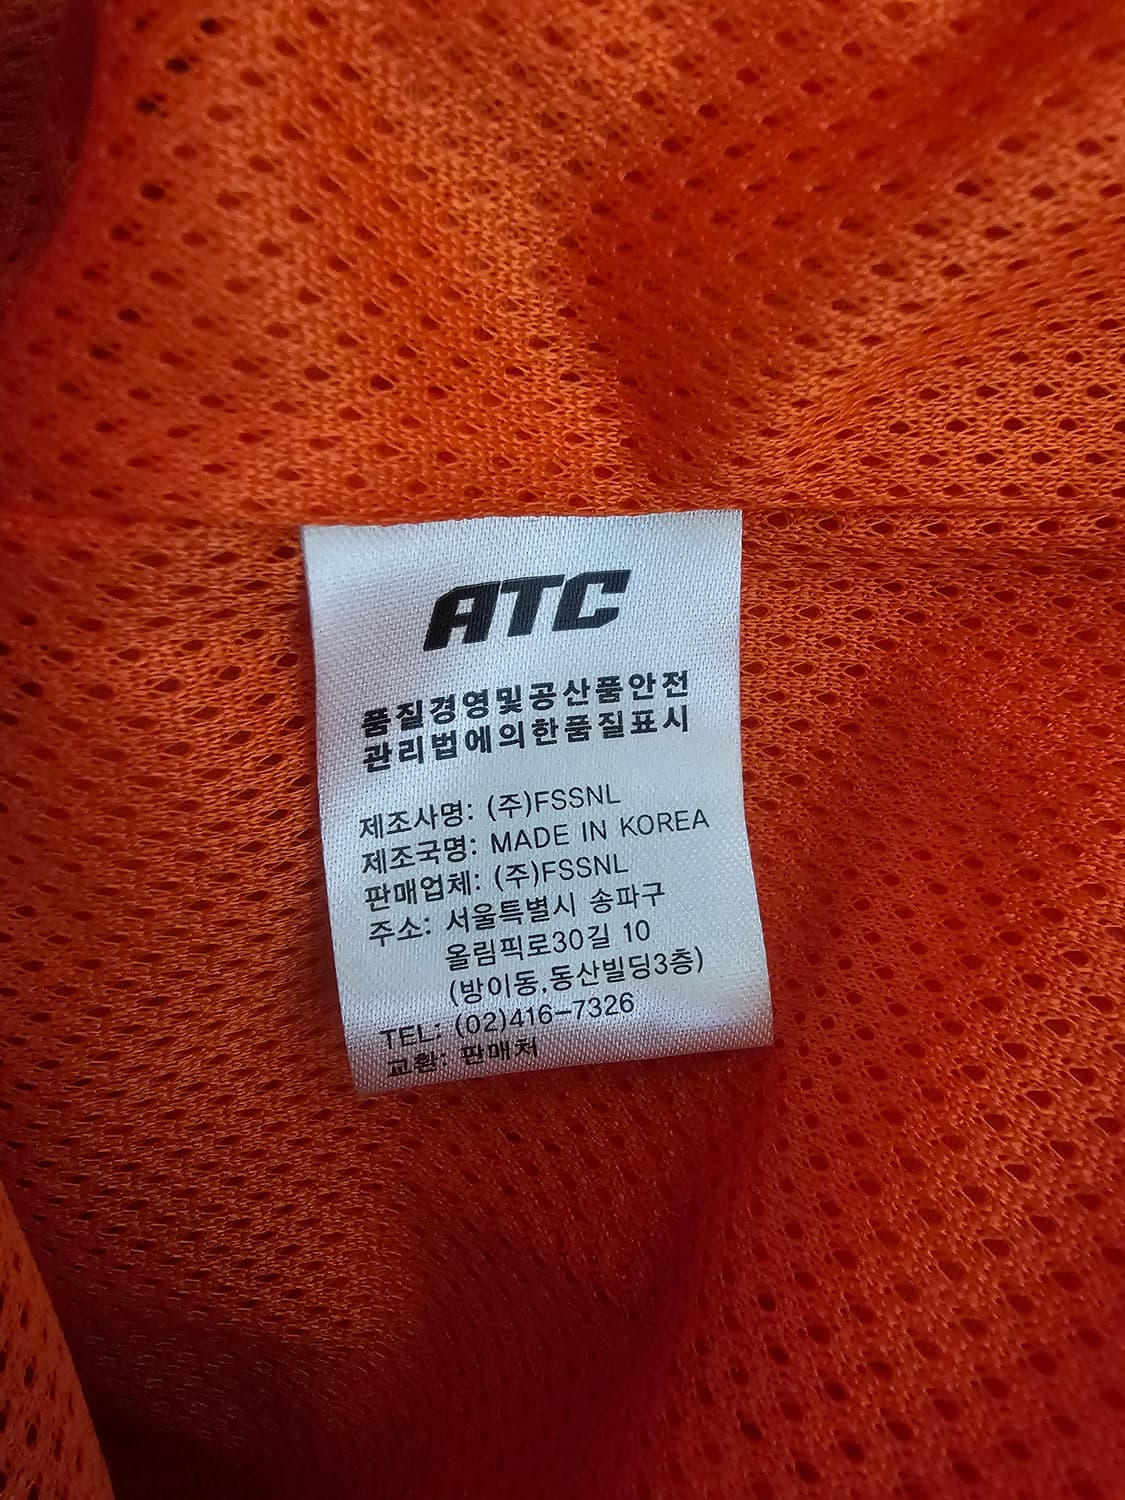 ATC
품질경영및공산품안전
관리법에의한품질표시
제조사명: (주)FSSNL
제조국명: MADE IN KOREA
판매업체: (주)FSSNL
주소: 서울특별시 송파구
올림픽로30길 10
(방이동,동산빌딩3층)
TEL: (02)416-7326
교환: 판매처